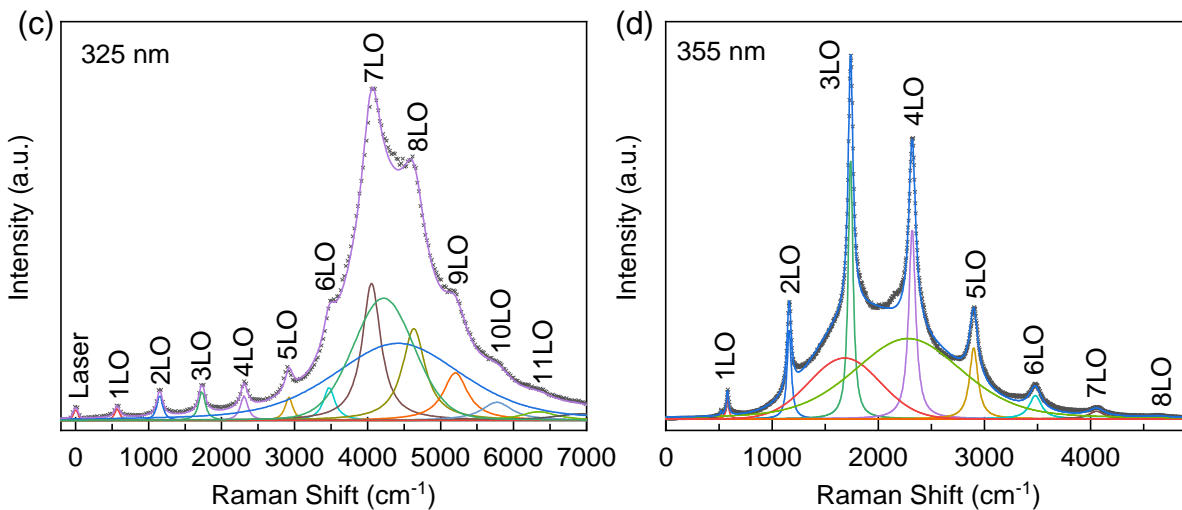 (c)
325 nm
Laser
1LO
2LO
3LO
4LO
5LO
6LO
7LO
8LO
9LO
10LO
11LO
Intensity (a.u.)
0 1000 2000 3000 4000 5000 6000 7000
Raman Shift (cm⁻¹)
(d)
355 nm
1LO
2LO
3LO
4LO
5LO
6LO
7LO
8LO
Intensity (a.u.)
0 1000 2000 3000 4000
Raman Shift (cm⁻¹)